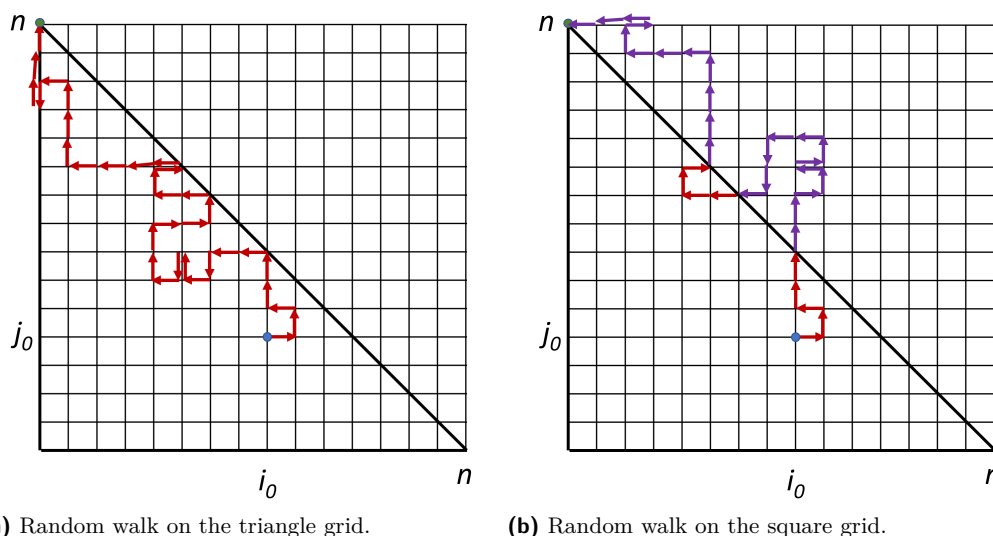 n
n
j₀
j₀
i₀
n
i₀
) Random walk on the triangle grid.
(b) Random walk on the square grid.